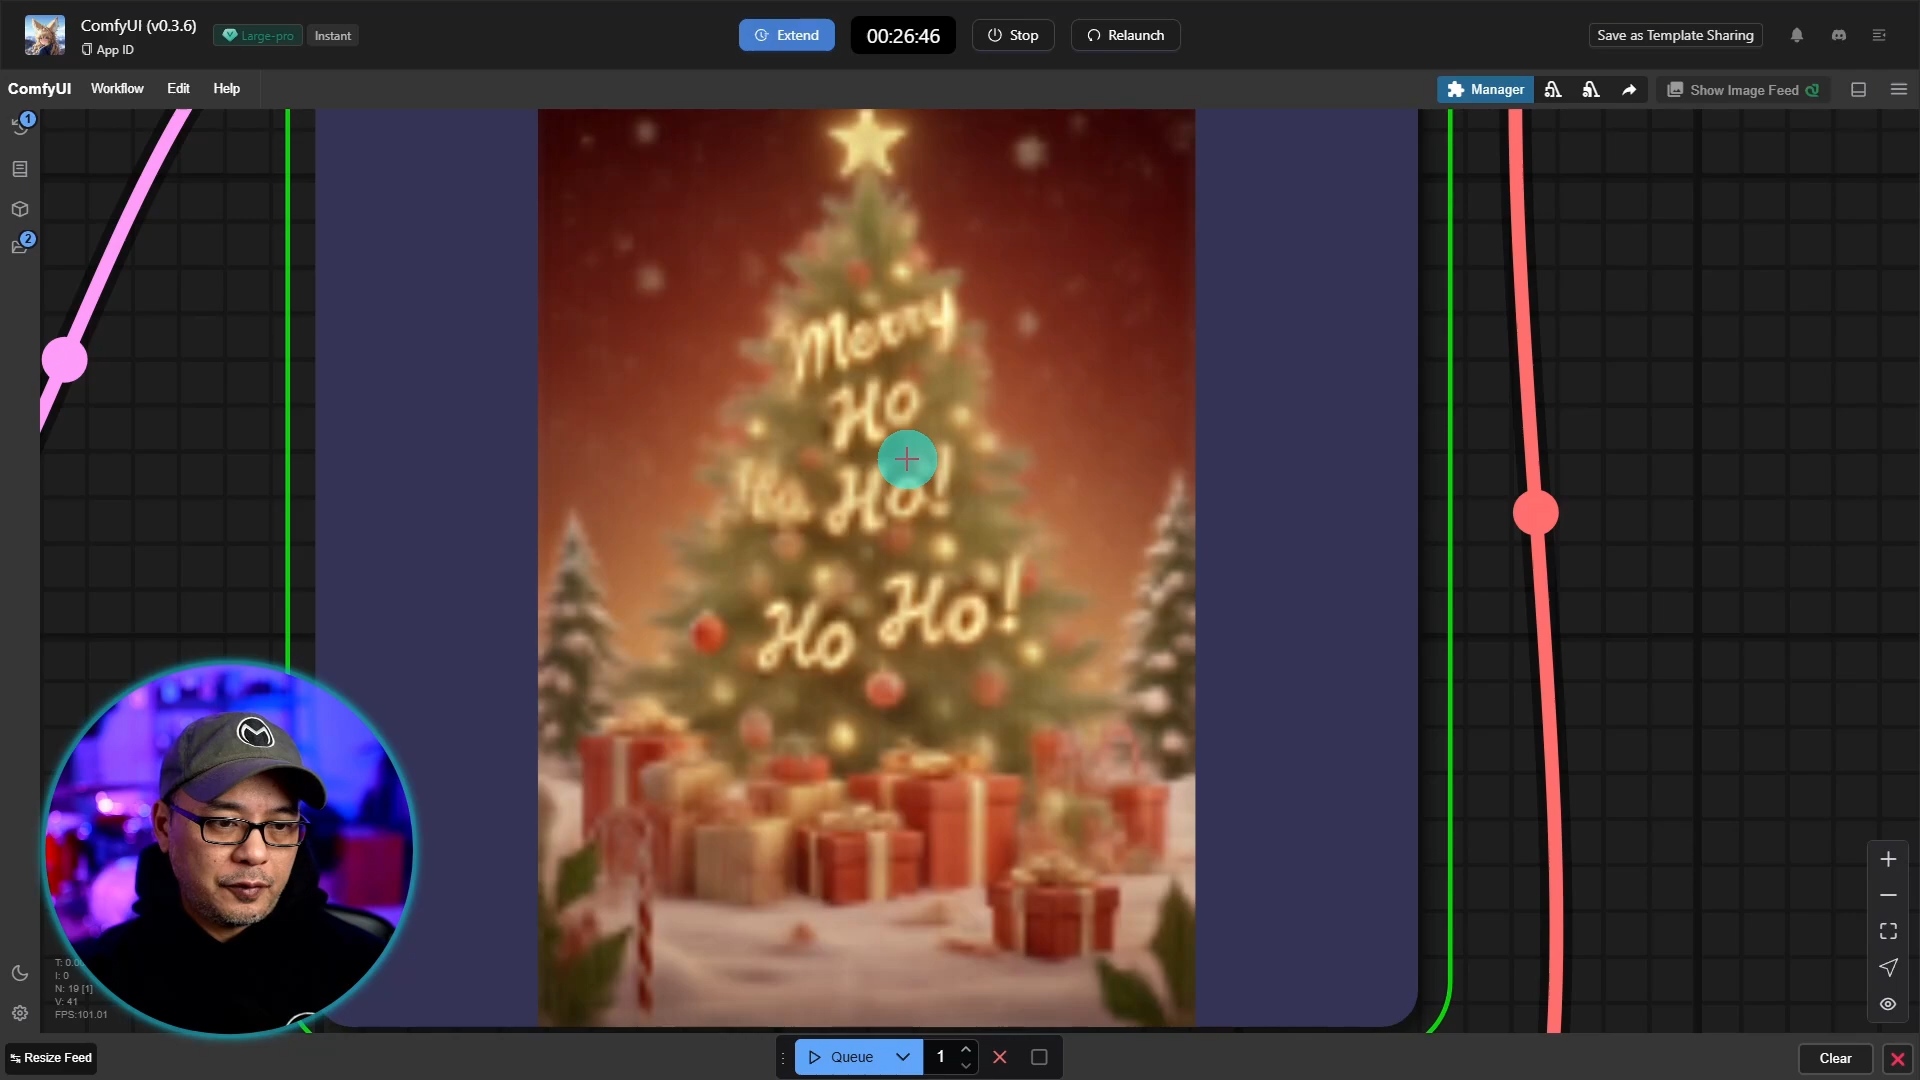 ComfyUI (v0.3.6)
App ID
Large-pro
Instant
Extend
00:26:46
Stop
Relaunch
Save as Template Sharing
ComfyUI
Workflow
Edit
Help
Manager
Show Image Feed
1
2
Merry
Ho
Ho!
Ho Ho!
I: 0
N: 19 [1]
V: 41
FPS:101.01
Resize Feed
Queue
1
Clear